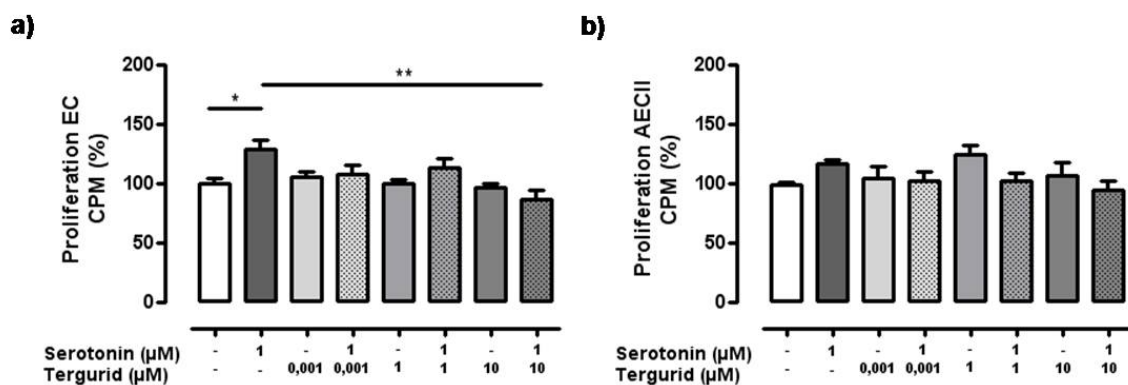 a)
Proliferation EC
CPM (%)
200
150
100
50
0
*
**
Serotonin (µM) - 1 - 1 - 1 - 1
Tergurid (µM) - - 0,001 0,001 1 1 10 10
b)
Proliferation AECII
CPM (%)
200
150
100
50
0
Serotonin (µM) - 1 - 1 - 1 - 1
Tergurid (µM) - - 0,001 0,001 1 1 10 10